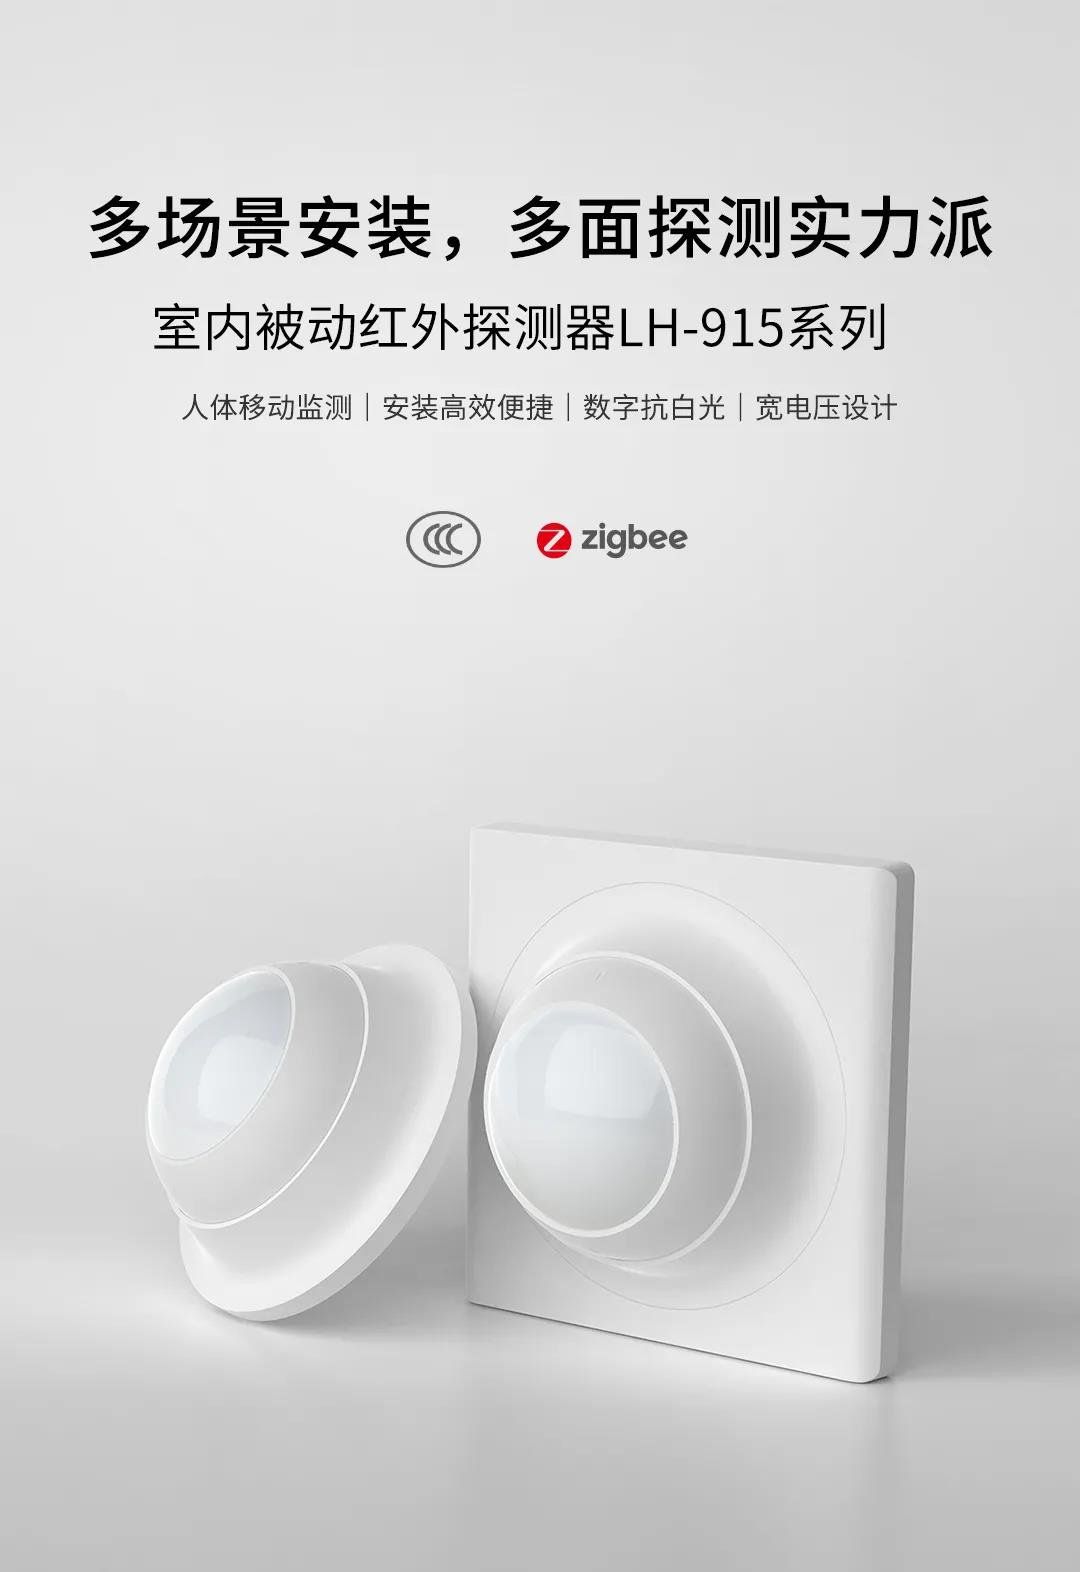 多场景安装，多面探测实力派
室内被动红外探测器LH-915系列
人体移动监测｜安装高效便捷｜数字抗白光｜宽电压设计
CCC
zigbee